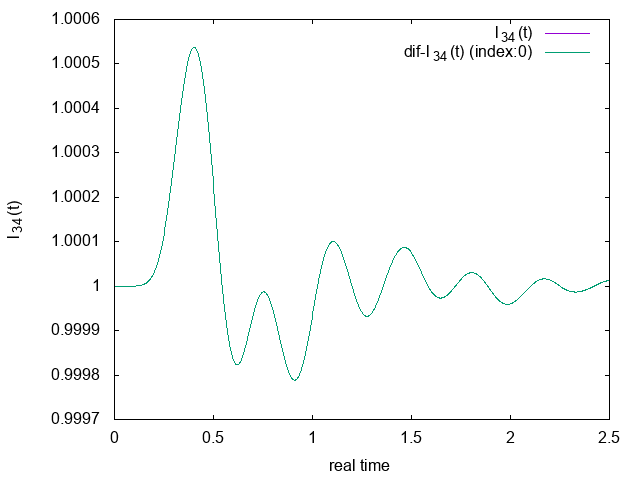 1.0006
1.0005
1.0004
1.0003
1.0002
1.0001
1
0.9999
0.9998
0.9997
I34(t)
I34(t)
dif-I34(t) (index:0)
0 0.5 1 1.5 2 2.5
real time